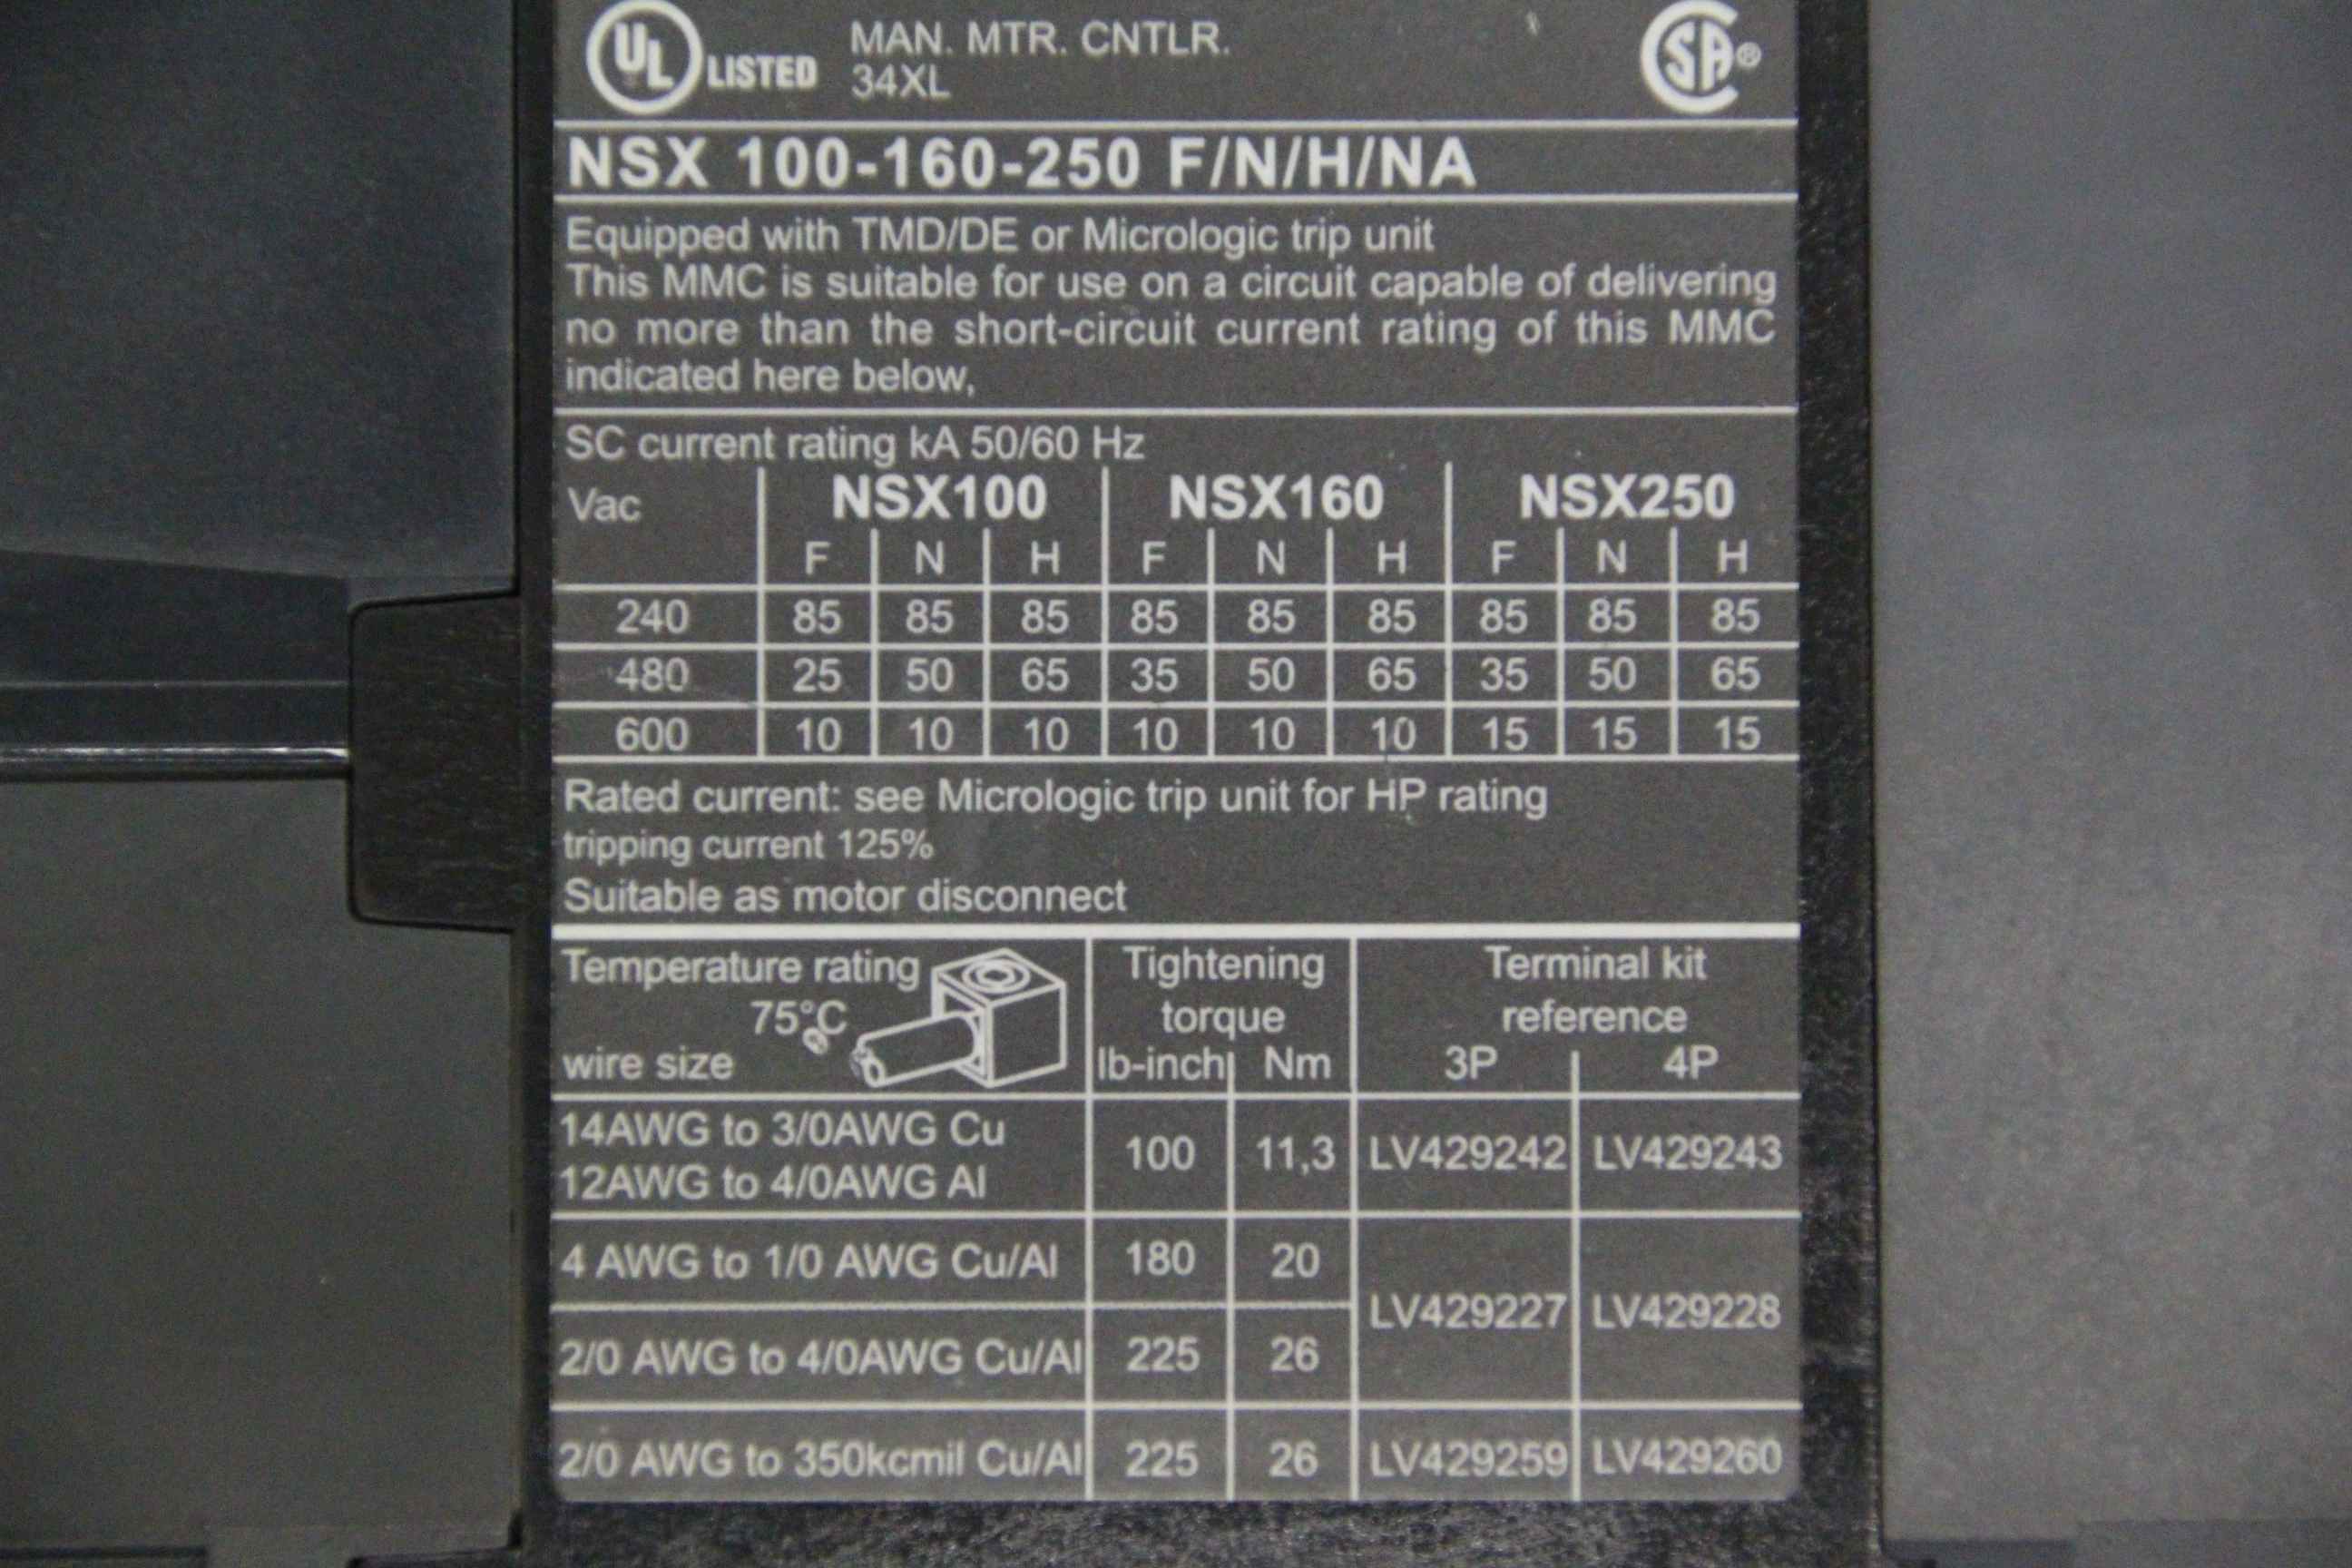 UL LISTED MAN. MTR. CNTLR.
34XL
SA®
NSX 100-160-250 F/N/H/NA
Equipped with TMD/DE or Micrologic trip unit
This MMC is suitable for use on a circuit capable of delivering
no more than the short-circuit current rating of this MMC
indicated here below,
SC current rating kA 50/60 Hz
Vac NSX100 NSX160 NSX250
F N H F N H F N H
240 85 85 85 85 85 85 85 85 85
480 25 50 65 35 50 65 35 50 65
600 10 10 10 10 10 10 15 15 15
Rated current: see Micrologic trip unit for HP rating
tripping current 125%
Suitable as motor disconnect
Temperature rating Tightening Terminal kit
75°C torque reference
wire size lb-inch Nm 3P 4P
14AWG to 3/0AWG Cu
12AWG to 4/0AWG Al
100 11,3 LV429242 LV429243
4 AWG to 1/0 AWG Cu/Al 180 20
LV429227 LV429228
2/0 AWG to 4/0AWG Cu/Al 225 26
2/0 AWG to 350kcmil Cu/Al 225 26 LV429259 LV429260